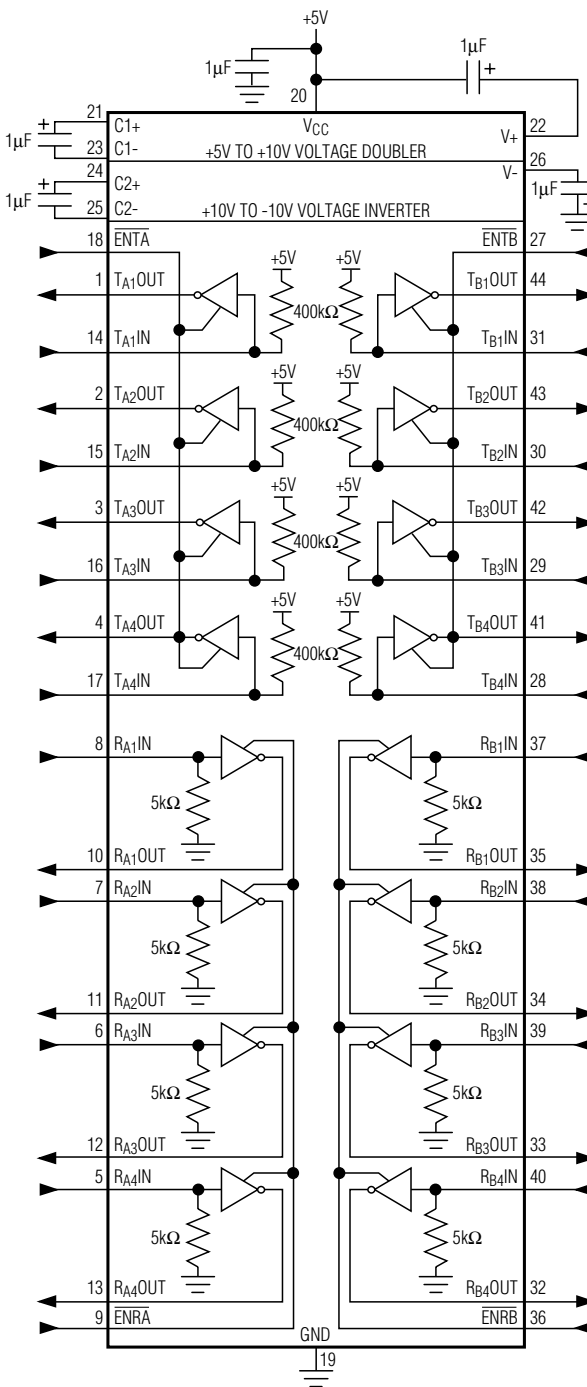 +5V
1μF
1μF +
20
21
C1+
VCC
V+
22
+
1μF
23
C1-
+5V TO +10V VOLTAGE DOUBLER
24
C2+
V-
26
+
1μF
25
C2-
+10V TO -10V VOLTAGE INVERTER
1μF
+
18 ENTA
ENTB 27
+5V +5V
1 TA1OUT
TB1OUT 44
400kΩ
14 TA1IN
TB1IN 31
+5V +5V
2 TA2OUT
TB2OUT 43
400kΩ
15 TA2IN
TB2IN 30
+5V +5V
3 TA3OUT
TB3OUT 42
400kΩ
16 TA3IN
TB3IN 29
+5V +5V
4 TA4OUT
TB4OUT 41
400kΩ
17 TA4IN
TB4IN 28
8 RA1IN
RB1IN 37
5kΩ 5kΩ
10 RA1OUT
RB1OUT 35
7 RA2IN
RB2IN 38
5kΩ 5kΩ
11 RA2OUT
RB2OUT 34
6 RA3IN
RB3IN 39
5kΩ 5kΩ
12 RA3OUT
RB3OUT 33
5 RA4IN
RB4IN 40
5kΩ 5kΩ
13 RA4OUT
RB4OUT 32
9 ENRA
ENRB 36
GND
19